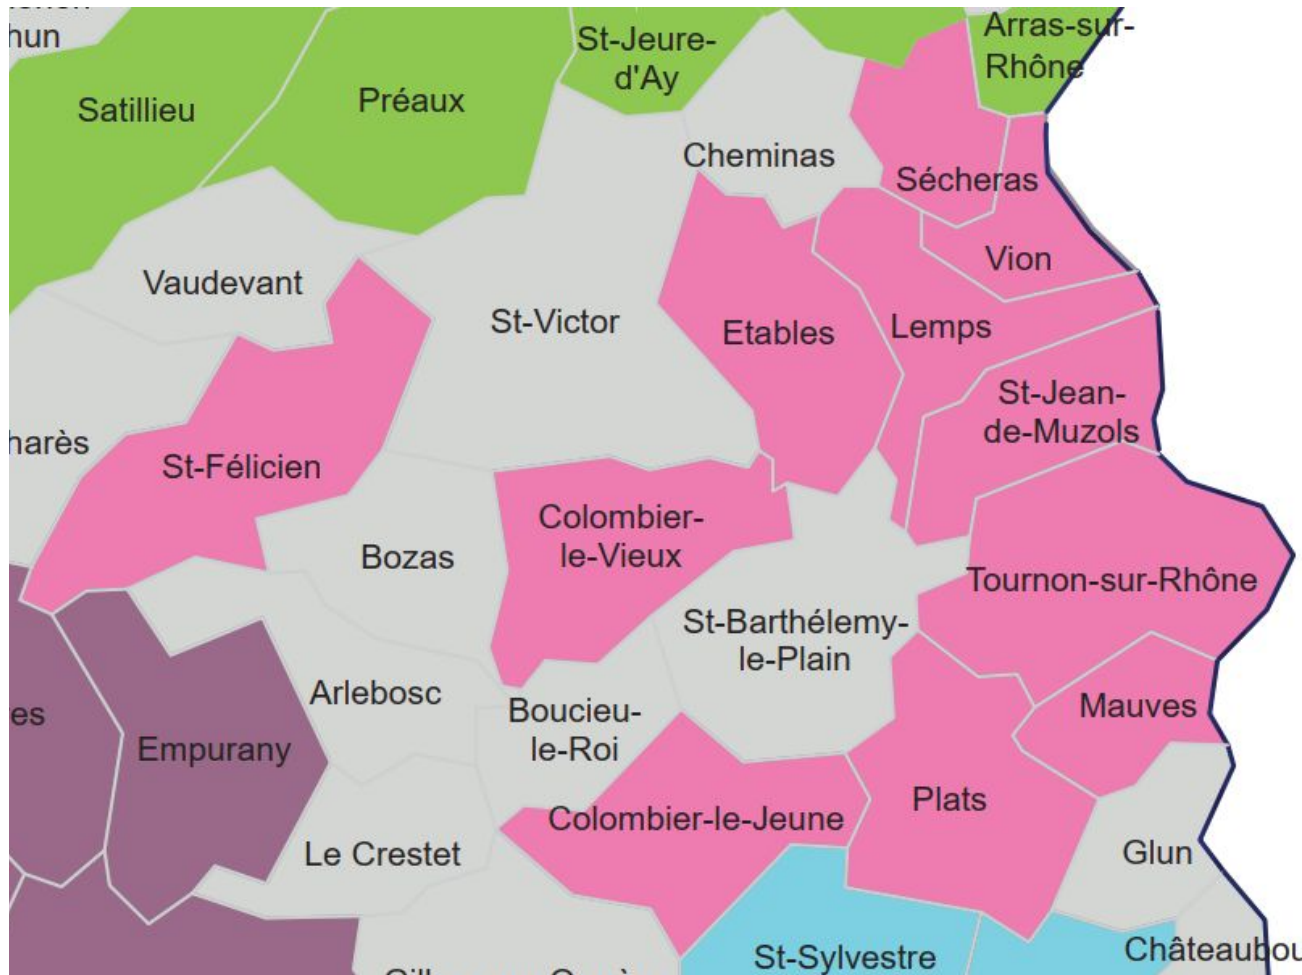 hun
Arras-sur-
Rhône
St-Jeure-
d'Ay
Satillieu
Préaux
Cheminas
Sécheras
Vaudevant
Vion
St-Victor
Etables
Lemps
St-Jean-
de-Muzols
harès
St-Félicien
Colombier-
le-Vieux
Bozas
Tournon-sur-Rhône
St-Barthélemy-
le-Plain
Arlebosc
Boucieu-
le-Roi
Mauves
es
Empurany
Plats
Colombier-le-Jeune
Le Crestet
Glun
St-Sylvestre
Châteaubou